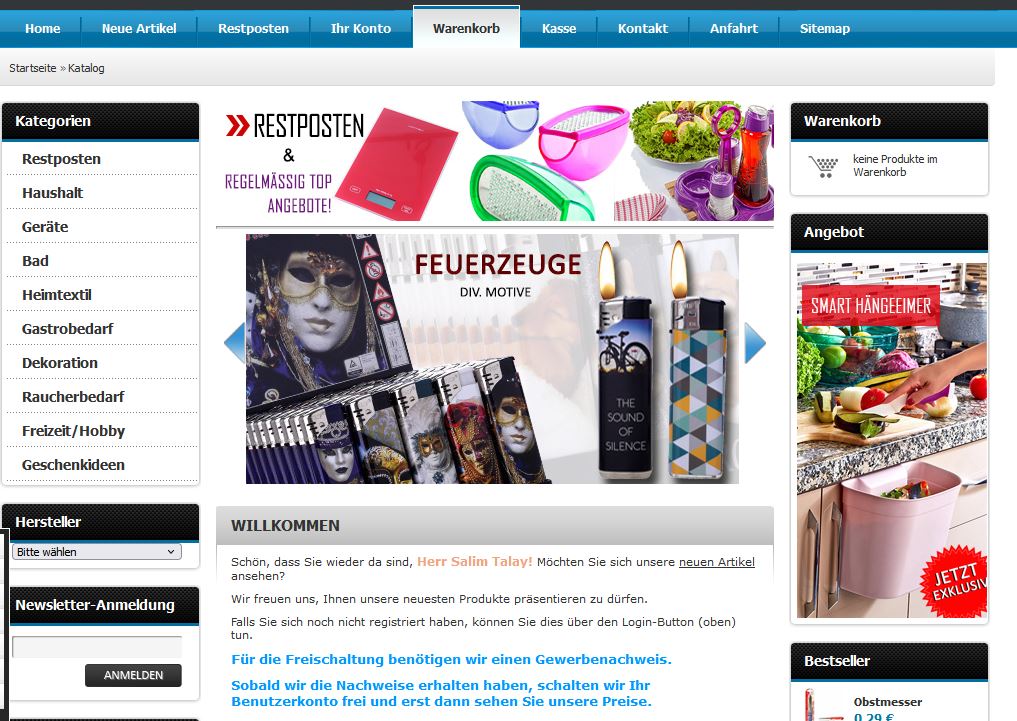 Home Neue Artikel Restposten Ihr Konto Warenkorb Kasse Kontakt Anfahrt Sitemap
Startseite » Katalog
Kategorien
Restposten
Haushalt
Geräte
Bad
Heimtextil
Gastrobedarf
Dekoration
Raucherbedarf
Freizeit/Hobby
Geschenkideen
Hersteller
Bitte wählen
Newsletter-Anmeldung
ANMELDEN
RESTPOSTEN
&
REGELMÄSSIG TOP
ANGEBOTE!
FEUERZEUGE
DIV. MOTIVE
THE
SOUND
OF
SILENCE
WILLKOMMEN
Schön, dass Sie wieder da sind, Herr Salim Talay! Möchten Sie sich unsere neuen Artikel
ansehen?
Wir freuen uns, Ihnen unsere neuesten Produkte präsentieren zu dürfen.
Falls Sie sich noch nicht registriert haben, können Sie dies über den Login-Button (oben)
tun.
Für die Freischaltung benötigen wir einen Gewerbenachweis.
Sobald wir die Nachweise erhalten haben, schalten wir Ihr
Benutzerkonto frei und erst dann sehen Sie unsere Preise.
Warenkorb
keine Produkte im
Warenkorb
Angebot
SMART HÄNGEEIMER
JETZT
EXKLUSIV
Bestseller
Obstmesser
0,29 €